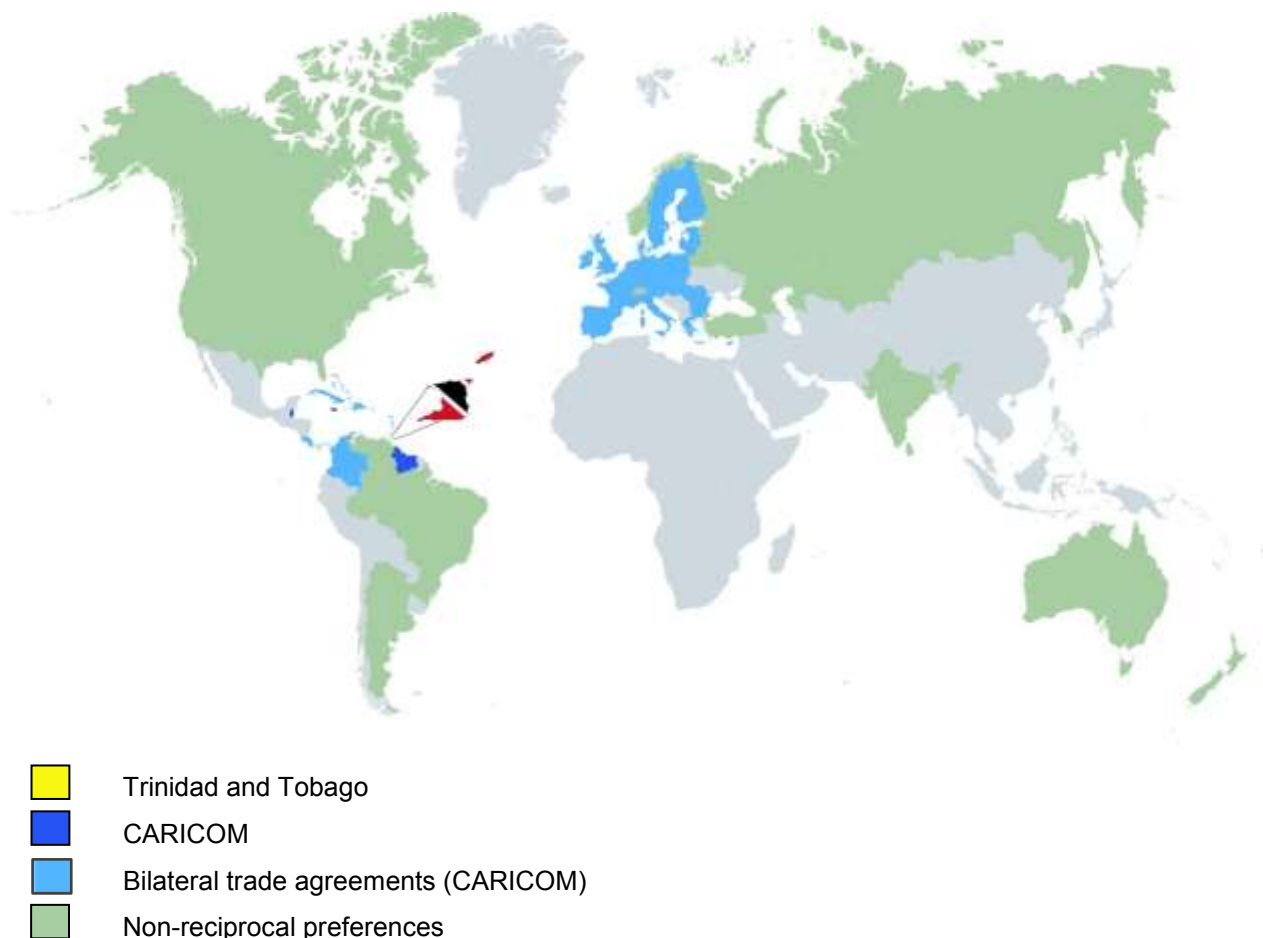 Trinidad and Tobago
CARICOM
Bilateral trade agreements (CARICOM)
Non-reciprocal preferences